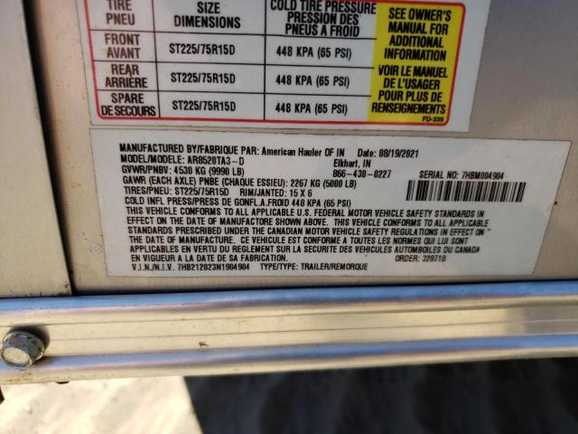 TIRE
PNEU
SIZE
DIMENSIONS
COLD TIRE PRESSURE
PRESSION DES
PNEUS A FROID
SEE OWNER'S
MANUAL FOR
ADDITIONAL
INFORMATION
FRONT
AVANT
ST225/75R15D
448 KPA (65 PSI)
REAR
ARRIÈRE
ST225/75R15D
448 KPA (65 PSI)
SPARE
DE SECOURS
ST225/75R15D
448 KPA (65 PSI)
VOIR LE MANUEL
DE L'USAGER
POUR PLUS DE
RENSEIGNEMENTS
MANUFACTURED BY/FABRIQUE PAR: American Hauler OF IN Date: 08/19/2021
MODEL/MODELE: AR8520TA3-D Elkhart, IN
GVWR/PNBV: 4530 KG (9990 LB) 866-438-0227 SERIAL NO: 7HBM004904
GAWR (EACH AXLE) PNBE (CHAQUE ESSIEU): 2267 KG (5000 LB)
TIRES/PNEU: ST225/75R15D RIM/JANTE: 15 X 6
COLD INFL PRESS/PRESS DE GONFL.A.FROID 448 KPA (65 PSI)
THIS VEHICLE CONFORMS TO ALL APPLICABLE U.S. FEDERAL MOTOR VEHICLE SAFETY STANDARDS IN
EFFECT ON THE DATE OF MANUFACTURE SHOWN ABOVE. THIS VEHICLE CONFORMS TO ALL APPLICABLE
STANDARDS PRESCRIBED UNDER THE CANADIAN MOTOR VEHICLE SAFETY REGULATIONS IN EFFECT ON
THE DATE OF MANUFACTURE. CE VEHICULE EST CONFORME A TOUTES LES NORMES QUI LUI SONT
APPLICABLES EN VERTU DU REGLEMENT SUR LA SECURITE DES VEHICLES AUTOMBOILES DU CANADA
EN VIGUEUR A LA DATE DE SA FABRICATION. ORDER: 329718
V.I.N./N.I.V. 7HB212023N1904904 TYPE/TYPE: TRAILER/REMORQUE